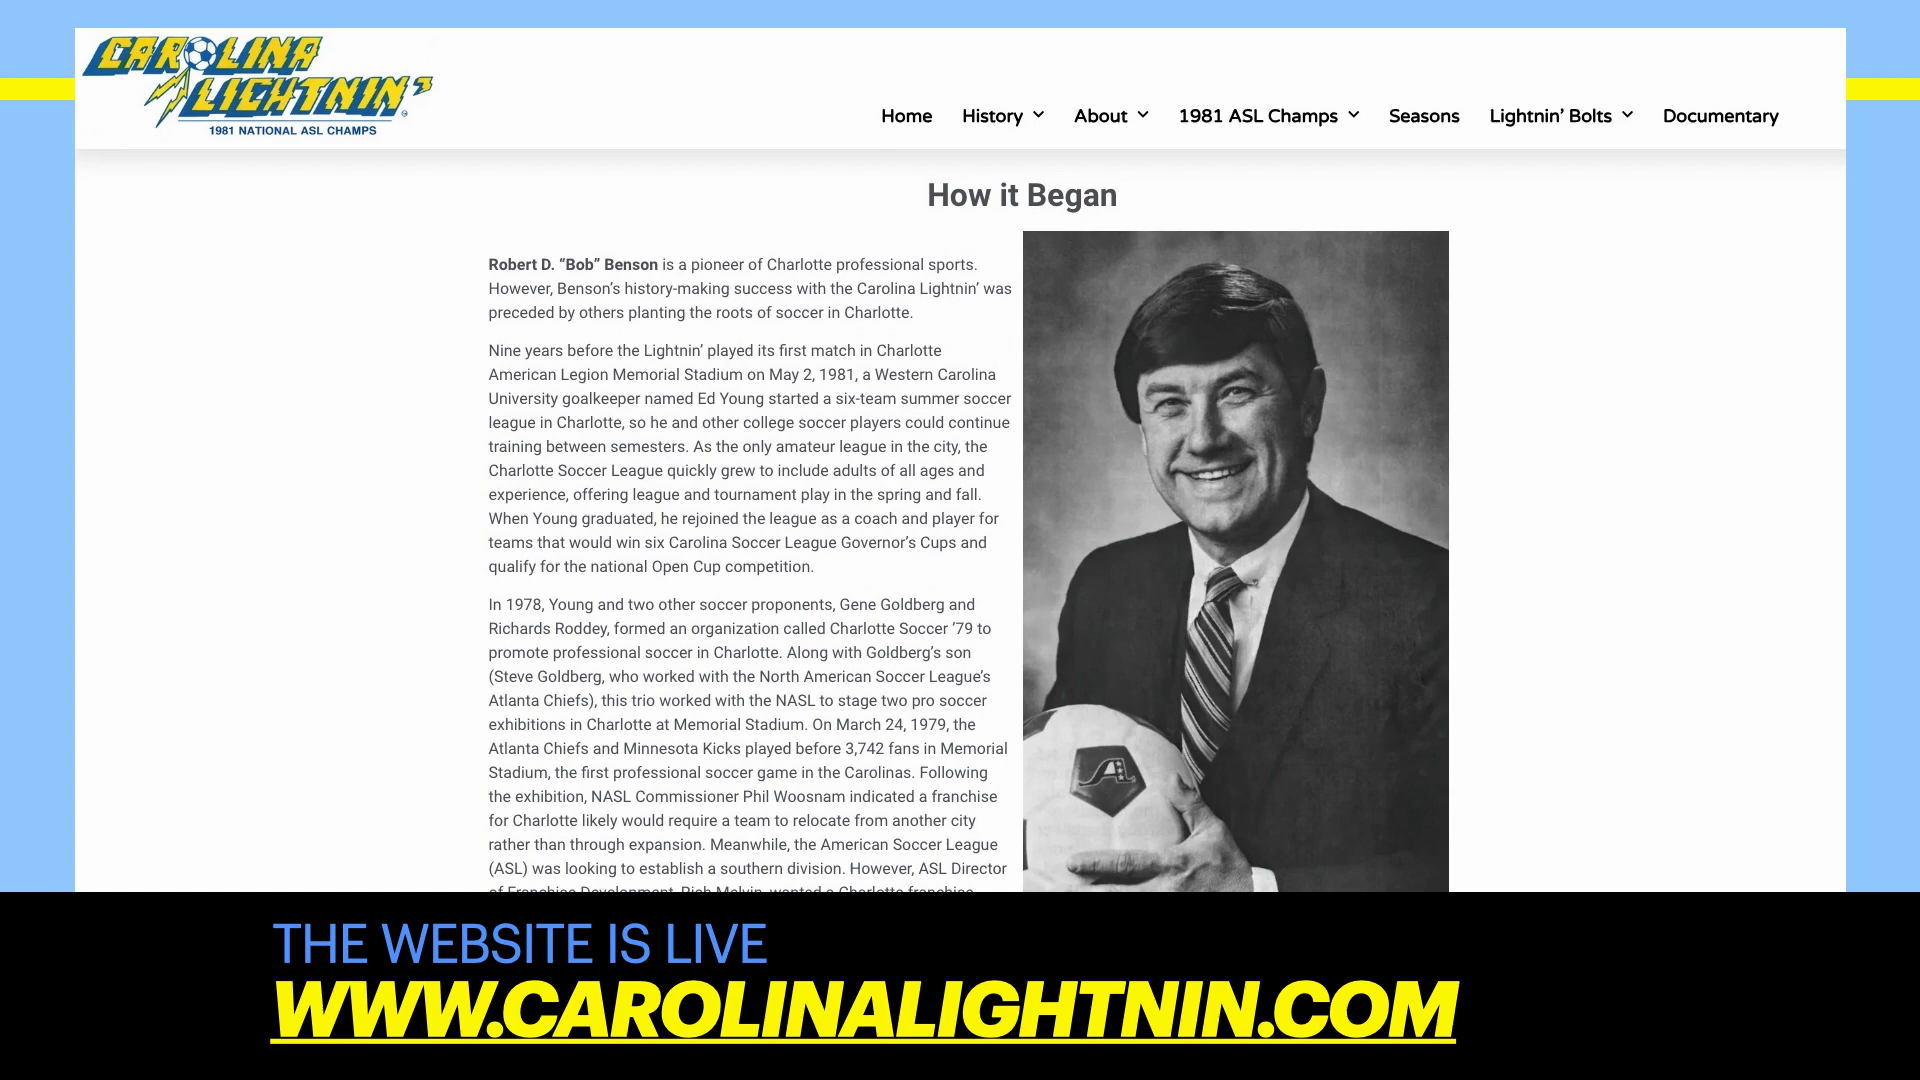 CAROLINA
LIGHTNIN'
1981 NATIONAL ASL CHAMPS
Home History About 1981 ASL Champs Seasons Lightnin’ Bolts Documentary
How it Began
Robert D. “Bob” Benson is a pioneer of Charlotte professional sports.
However, Benson’s history-making success with the Carolina Lightnin’ was
preceded by others planting the roots of soccer in Charlotte.
Nine years before the Lightnin’ played its first match in Charlotte
American Legion Memorial Stadium on May 2, 1981, a Western Carolina
University goalkeeper named Ed Young started a six-team summer soccer
league in Charlotte, so he and other college soccer players could continue
training between semesters. As the only amateur league in the city, the
Charlotte Soccer League quickly grew to include adults of all ages and
experience, offering league and tournament play in the spring and fall.
When Young graduated, he rejoined the league as a coach and player for
teams that would win six Carolina Soccer League Governor’s Cups and
qualify for the national Open Cup competition.
In 1978, Young and two other soccer proponents, Gene Goldberg and
Richards Roddey, formed an organization called Charlotte Soccer ’79 to
promote professional soccer in Charlotte. Along with Goldberg’s son
(Steve Goldberg, who worked with the North American Soccer League’s
Atlanta Chiefs), this trio worked with the NASL to stage two pro soccer
exhibitions in Charlotte at Memorial Stadium. On March 24, 1979, the
Atlanta Chiefs and Minnesota Kicks played before 3,742 fans in Memorial
Stadium, the first professional soccer game in the Carolinas. Following
the exhibition, NASL Commissioner Phil Woosnam indicated a franchise
for Charlotte likely would require a team to relocate from another city
rather than through expansion. Meanwhile, the American Soccer League
(ASL) was looking to establish a southern division. However, ASL Director
of Franchise Development, Rich Melvin, wanted a Charlotte franchise
THE WEBSITE IS LIVE
WWW.CAROLINALIGHTNIN.COM